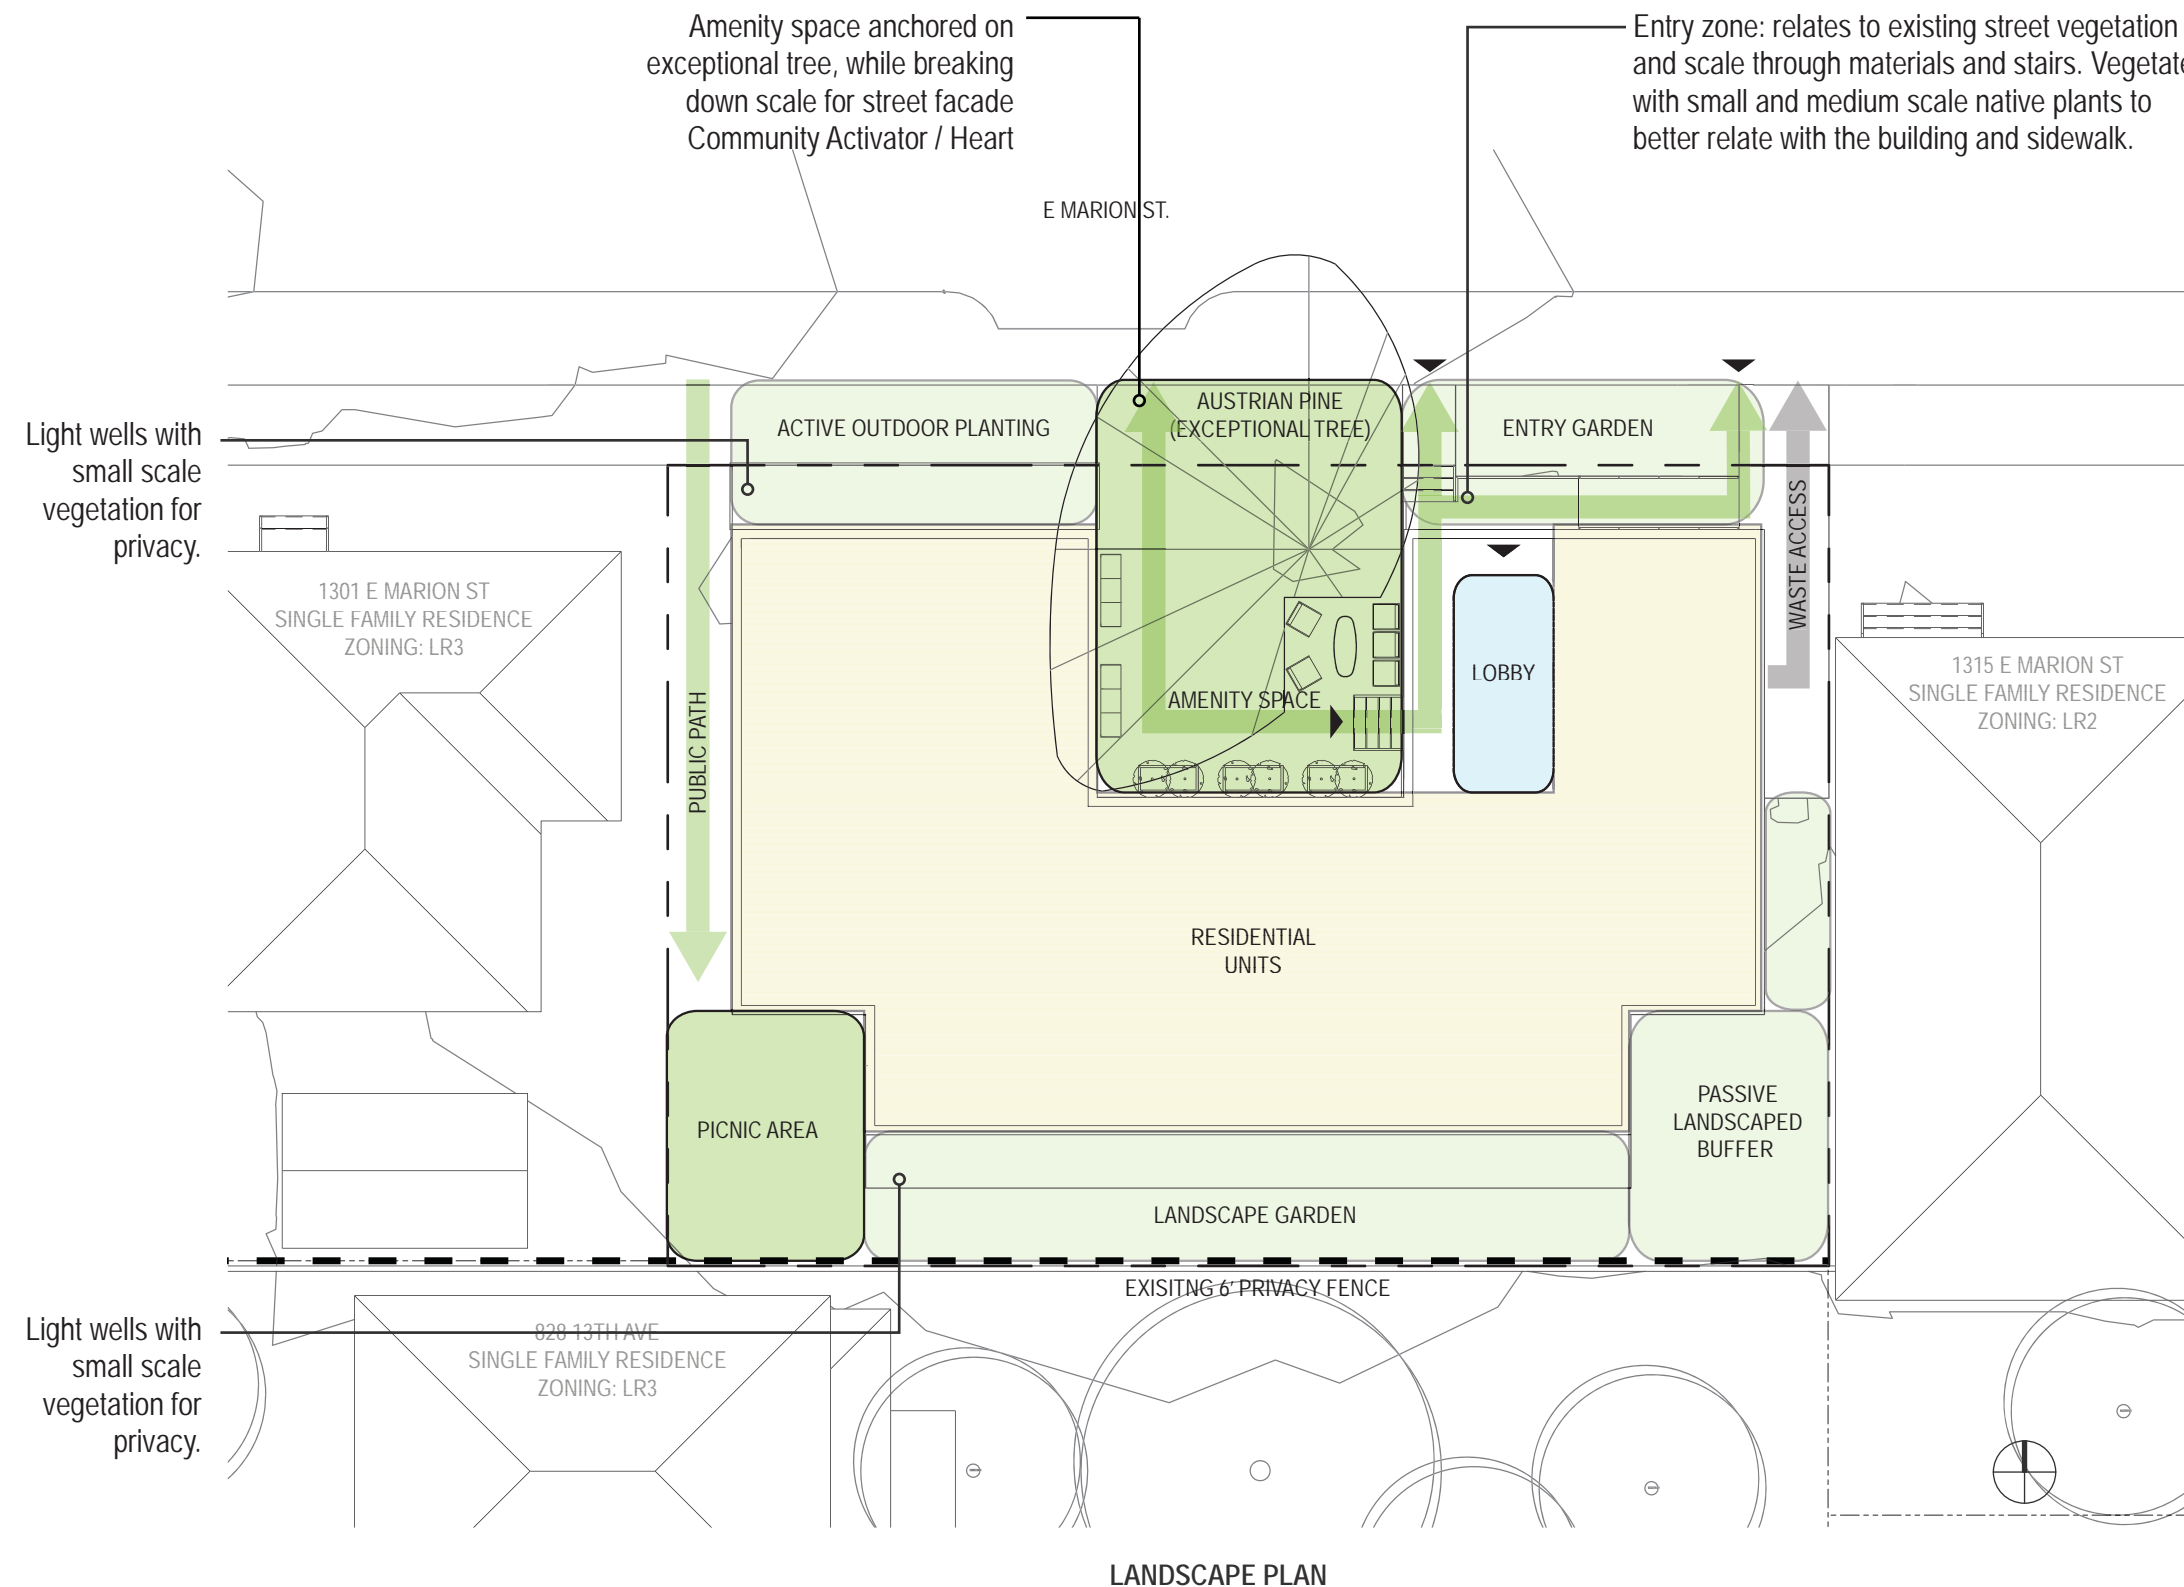 Amenity space anchored on
exceptional tree, while breaking
down scale for street facade
Community Activator / Heart
Entry zone: relates to existing street vegetation
and scale through materials and stairs. Vegetate
with small and medium scale native plants to
better relate with the building and sidewalk.
E MARION ST.
Light wells with
small scale
vegetation for
privacy.
ACTIVE OUTDOOR PLANTING
AUSTRIAN PINE
(EXCEPTIONAL TREE)
ENTRY GARDEN
WASTE ACCESS
1301 E MARION ST
SINGLE FAMILY RESIDENCE
ZONING: LR3
PUBLIC PATH
AMENITY SPACE
LOBBY
1315 E MARION ST
SINGLE FAMILY RESIDENCE
ZONING: LR2
RESIDENTIAL
UNITS
PICNIC AREA
PASSIVE
LANDSCAPED
BUFFER
LANDSCAPE GARDEN
EXISITNG 6' PRIVACY FENCE
Light wells with
small scale
vegetation for
privacy.
828 13TH AVE
SINGLE FAMILY RESIDENCE
ZONING: LR3
LANDSCAPE PLAN